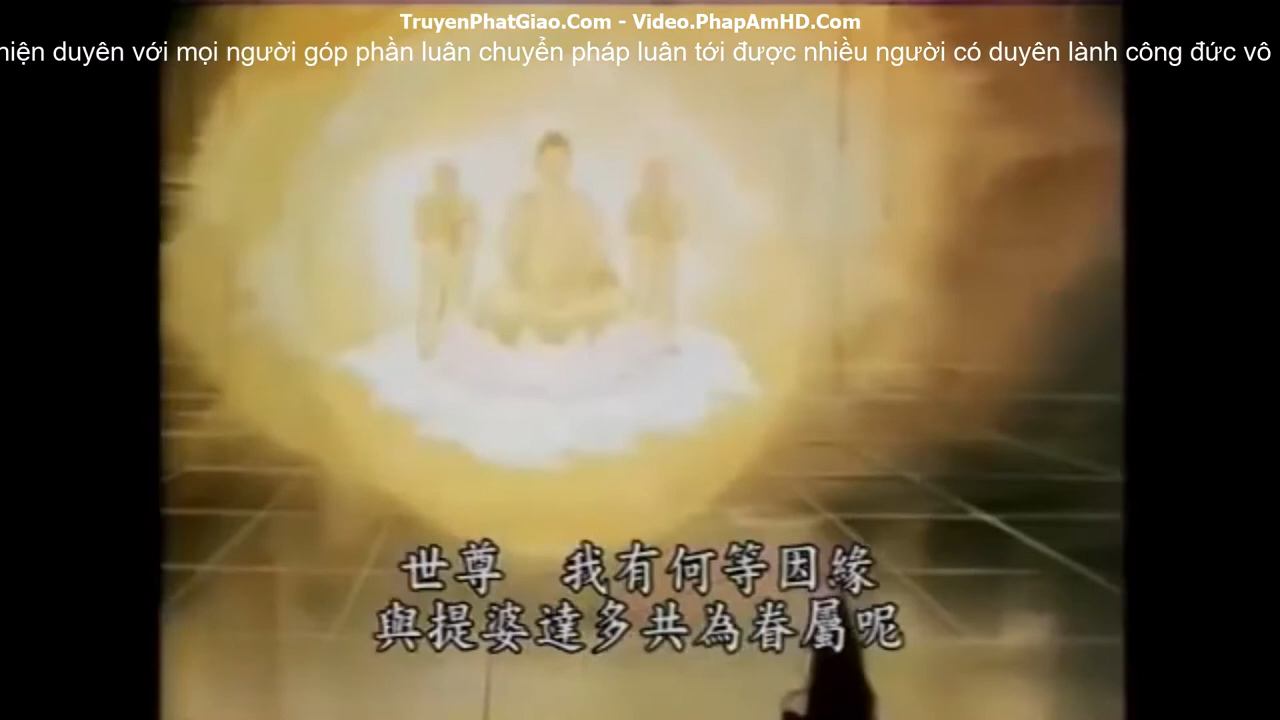 TruyenPhatGiao.Com - Video.PhapAmHD.Com
hiện duyên với mọi người góp phần luân chuyển pháp luân tới được nhiều người có duyên lành công đức vô
世尊 我有何等因緣
與提婆達多共為眷屬呢